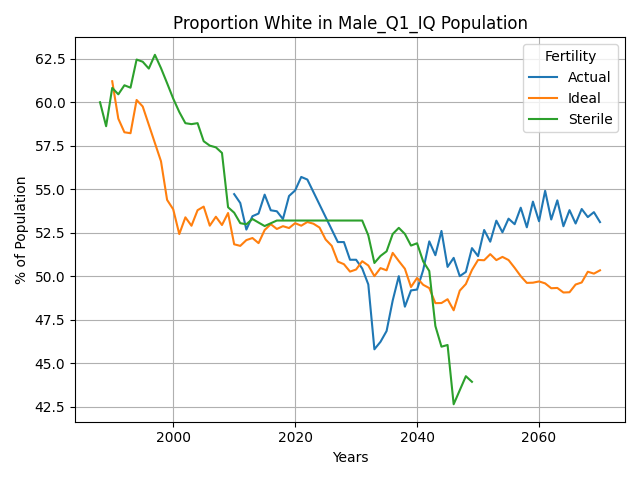 Proportion White in Male_Q1_IQ Population
Fertility
Actual
Ideal
Sterile
% of Population
62.5
60.0
57.5
55.0
52.5
50.0
47.5
45.0
42.5
2000
2020
2040
2060
Years